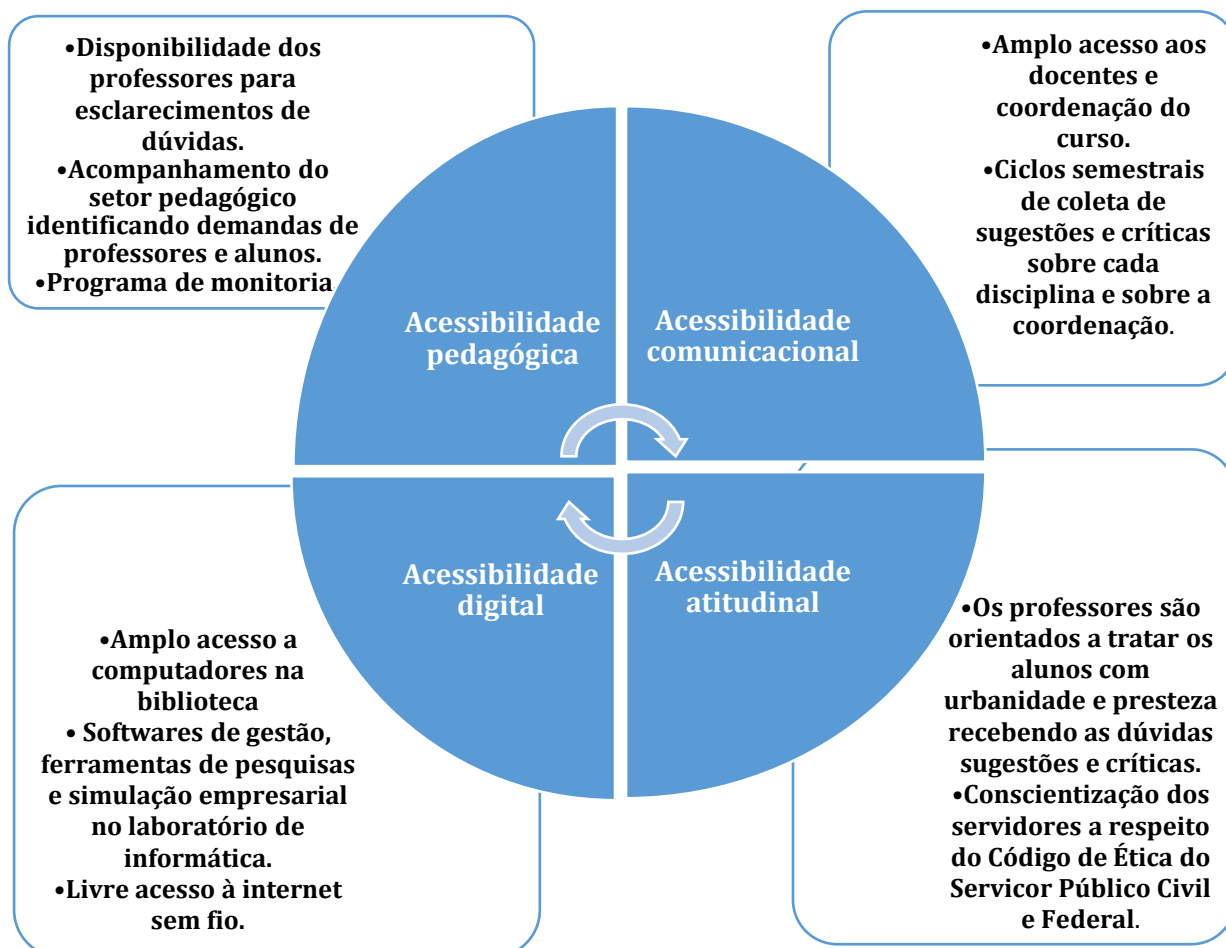 •Disponibilidade dos
professores para
esclarecimentos de
dúvidas.
•Acompanhamento do
setor pedagógico
identificando demandas de
professores e alunos.
•Programa de monitoria.
•Amplo acesso aos
docentes e
coordenação do
curso.
•Ciclos semestrais
de coleta de
sugestões e críticas
sobre cada
disciplina e sobre a
coordenação.
Acessibilidade
pedagógica
Acessibilidade
comunicacional
Acessibilidade
digital
Acessibilidade
atitudinal
•Amplo acesso a
computadores na
biblioteca
• Softwares de gestão,
ferramentas de pesquisas
e simulação empresarial
no laboratório de
informática.
•Livre acesso à internet
sem fio.
•Os professores são
orientados a tratar os
alunos com
urbanidade e presteza
recebendo as dúvidas
sugestões e críticas.
•Conscientização dos
servidores a respeito
do Código de Ética do
Servicor Público Civil
e Federal.